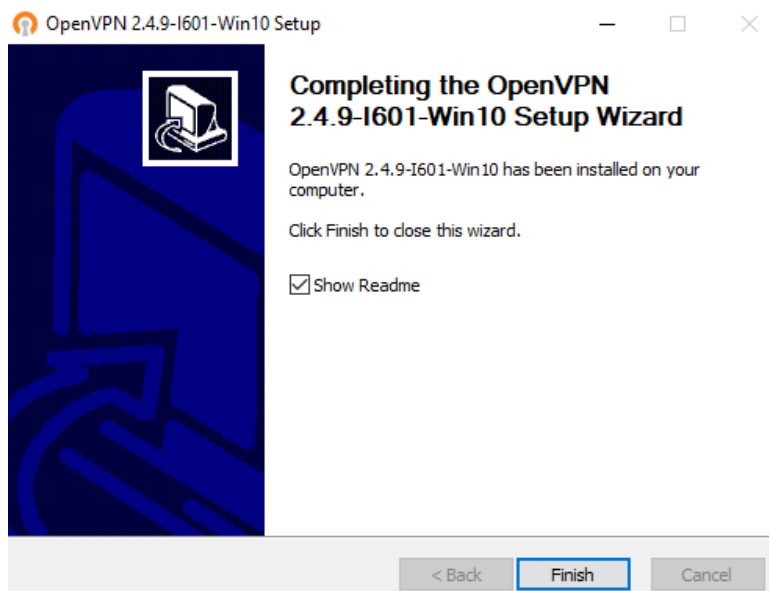 OpenVPN 2.4.9-I601-Win10 Setup
Completing the OpenVPN
2.4.9-I601-Win10 Setup Wizard
OpenVPN 2.4.9-I601-Win10 has been installed on your
computer.
Click Finish to close this wizard.
Show Readme
< Back
Finish
Cancel